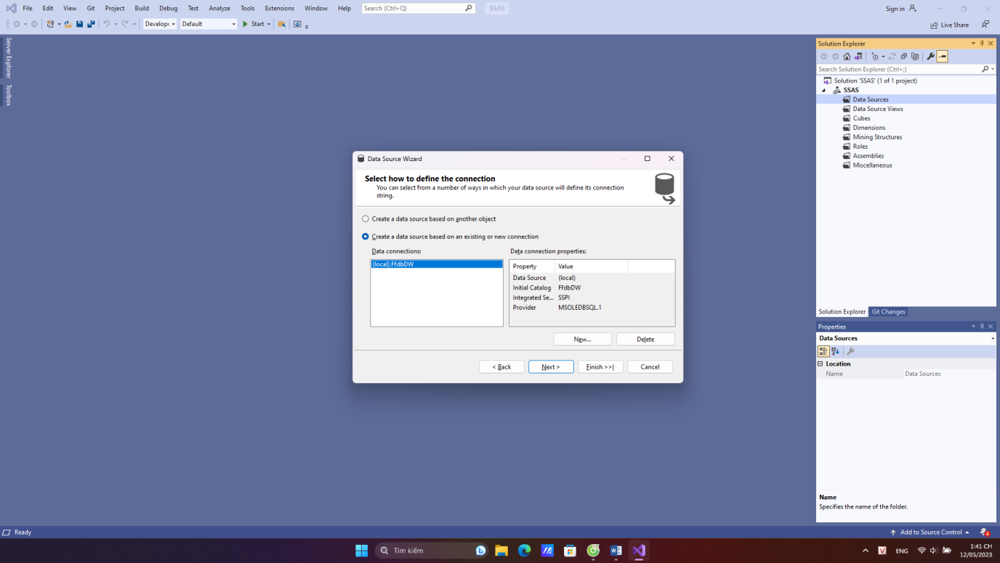 File Edit View Git Project Build Debug Test Analyze Tools Extensions Window Help Search (Ctrl+Q) SSAS Sign in
Default Start Live Share
Server Explorer
Toolbox
Solution Explorer
Search Solution Explorer (Ctrl+;)
Solution 'SSAS' (1 of 1 project)
SSAS
Data Sources
Data Source Views
Cubes
Dimensions
Mining Structures
Roles
Assemblies
Miscellaneous
Solution Explorer Git Changes
Data Source Wizard
Select how to define the connection
You can select from a number of ways in which your data source will define its connection
string.
Create a data source based on another object
Create a data source based on an existing or new connection
Data connections: Data connection properties:
(local).FfdbDW
Property Value
Data Source (local)
Initial Catalog FfdbDW
Integrated Se... SSPI
Provider MSOLEDBSQL.1
New... Delete
< Back Next > Finish >>| Cancel
Properties
Data Sources
Location
Name Data Sources
Name
Specifies the name of the folder.
Ready Add to Source Control 4
Tìm kiếm ENG 1:41 CH
12/05/2023